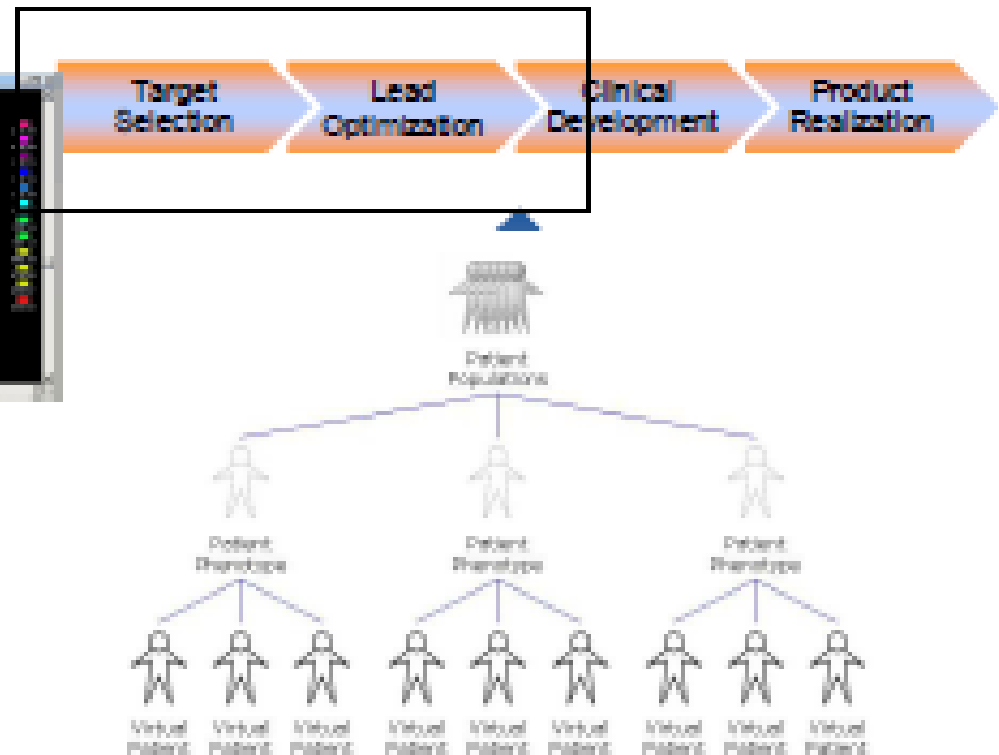 Target
Selection
Lead
Optimization
Clinical
Development
Product
Realization
Patient
Populations
Patient
Phenotype
Patient
Phenotype
Patient
Phenotype
Virtual
Patient
Virtual
Patient
Virtual
Patient
Virtual
Patient
Virtual
Patient
Virtual
Patient
Virtual
Patient
Virtual
Patient
Virtual
Patient